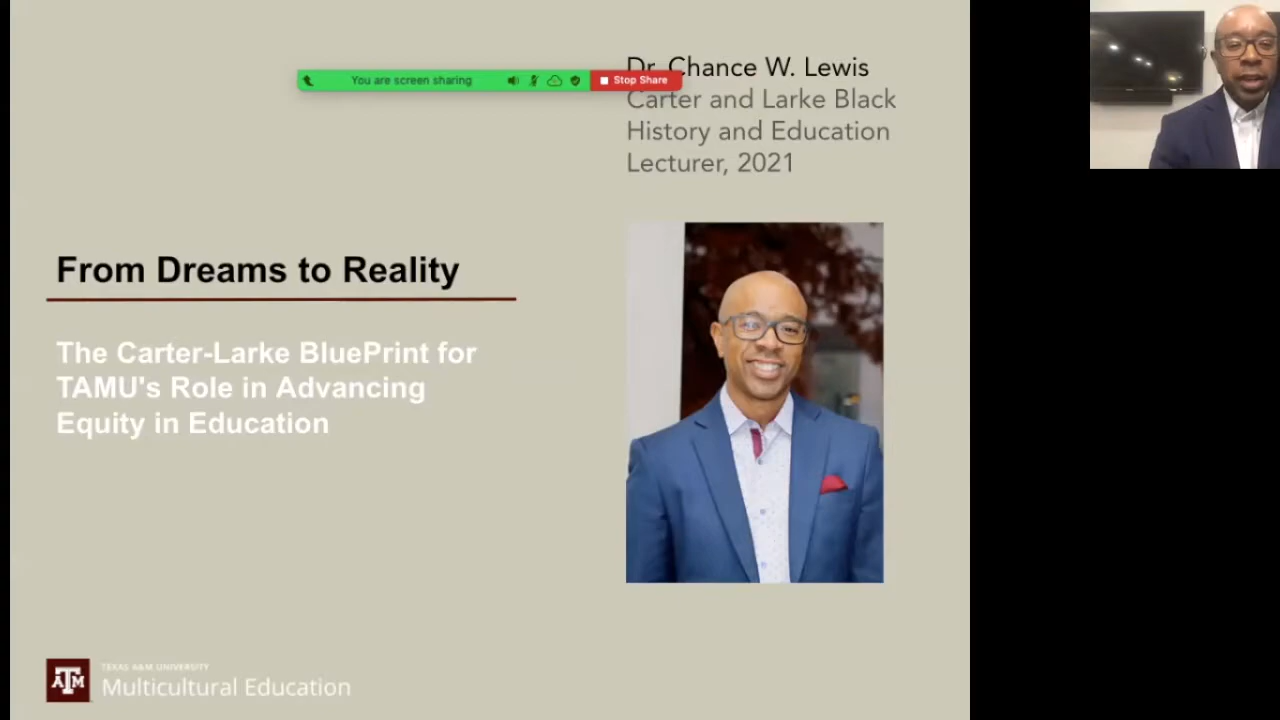 You are screen sharing
Stop Share
Dr. Chance W. Lewis
Carter and Larke Black
History and Education
Lecturer, 2021
From Dreams to Reality
The Carter-Larke BluePrint for
TAMU's Role in Advancing
Equity in Education
ATM
TEXAS A&M UNIVERSITY
Multicultural Education